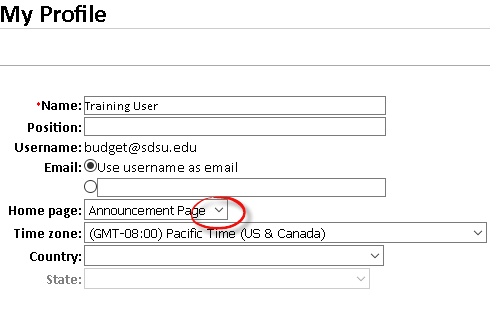 My Profile
*Name: Training User
Position:
Username: budget@sdsu.edu
Email: Use username as email
Home page: Announcement Page
Time zone: (GMT-08:00) Pacific Time (US & Canada)
Country:
State: